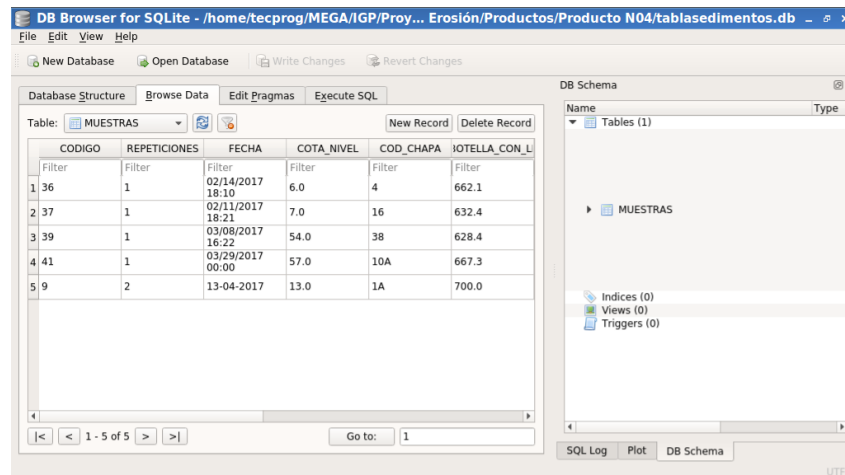 DB Browser for SQLite - /home/tecprog/MEGA/IGP/Proy... Erosión/Productos/Producto N04/tablasedimentos.db
File Edit View Help
New Database Open Database Write Changes Revert Changes
Database Structure Browse Data Edit Pragmas Execute SQL
Table: MUESTRAS New Record Delete Record
CODIGO REPETICIONES FECHA COTA_NIVEL COD_CHAPA BOTELLA_CON_L
Filter Filter Filter Filter Filter Filter
1 36 1 02/14/2017 18:10 6.0 4 662.1
2 37 1 02/11/2017 18:21 7.0 16 632.4
3 39 1 03/08/2017 16:22 54.0 38 628.4
4 41 1 03/29/2017 00:00 57.0 10A 667.3
5 9 2 13-04-2017 13.0 1A 700.0
|< < 1 - 5 of 5 > >| Go to: 1
DB Schema
Name Type
Tables (1)
MUESTRAS
Indices (0)
Views (0)
Triggers (0)
SQL Log Plot DB Schema
UTF